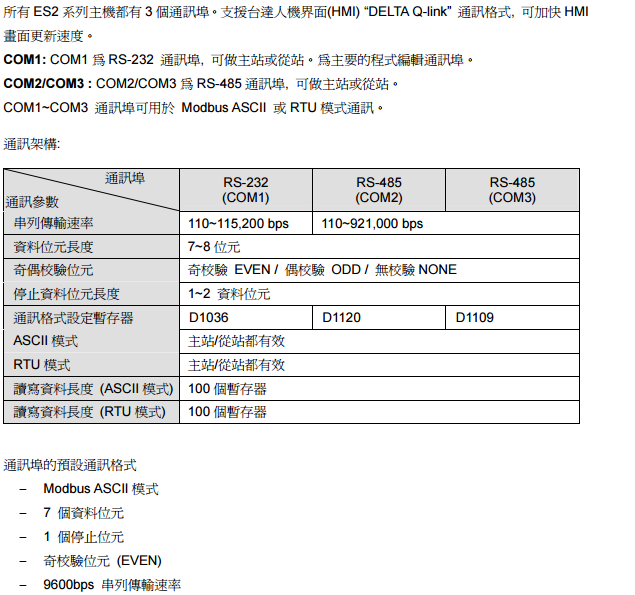 所有 ES2 系列主機都有 3 個通訊埠。支援台達人機界面(HMI) “DELTA Q-link” 通訊格式, 可加快 HMI
畫面更新速度。
COM1: COM1 爲 RS-232 通訊埠, 可做主站或從站。爲主要的程式編輯通訊埠。
COM2/COM3 : COM2/COM3 爲 RS-485 通訊埠, 可做主站或從站。
COM1~COM3 通訊埠可用於 Modbus ASCII 或 RTU 模式通訊。
通訊架構:
通訊埠
通訊參數
RS-232 (COM1) RS-485 (COM2) RS-485 (COM3)
串列傳輸速率 110~115,200 bps 110~921,000 bps
資料位元長度 7~8 位元
奇偶校驗位元 奇校驗 EVEN / 偶校驗 ODD / 無校驗 NONE
停止資料位元長度 1~2 資料位元
通訊格式設定暫存器 D1036 D1120 D1109
ASCII 模式 主站/從站都有效
RTU 模式 主站/從站都有效
讀寫資料長度 (ASCII 模式) 100 個暫存器
讀寫資料長度 (RTU 模式) 100 個暫存器
通訊埠的預設通訊格式
– Modbus ASCII 模式
– 7 個資料位元
– 1 個停止位元
– 奇校驗位元 (EVEN)
– 9600bps 串列傳輸速率